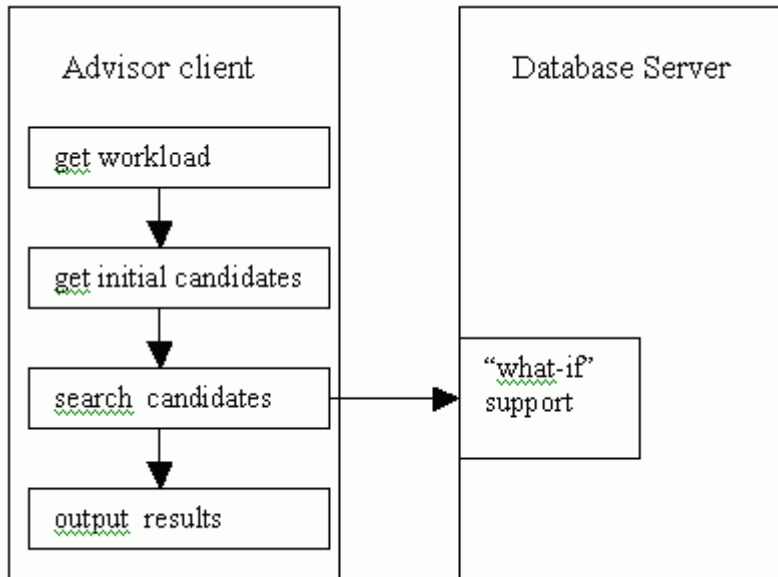 Advisor client
get workload
get initial candidates
search candidates
output results
Database Server
“what-if”
support